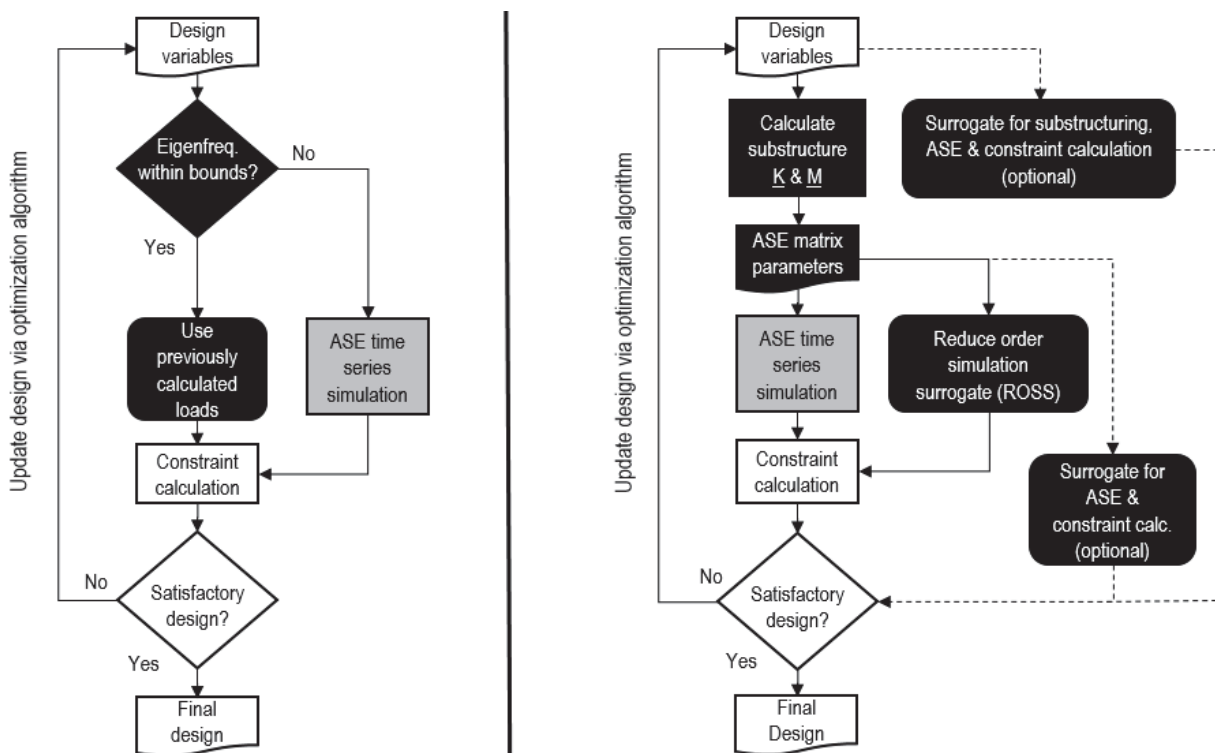 Update design via optimization algorithm
Design
variables
Eigenfreq.
within bounds?
No
Yes
Use
previously
calculated
loads
ASE time
series
simulation
Constraint
calculation
No
Satisfactory
design?
Yes
Final
design
Update design via optimization algorithm
Design
variables
Calculate
substructure
K & M
Surrogate for substructuring,
ASE & constraint calculation
(optional)
ASE matrix
parameters
ASE time
series
simulation
Reduce order
simulation
surrogate (ROSS)
Constraint
calculation
Surrogate for
ASE &
constraint calc.
(optional)
No
Satisfactory
design?
Yes
Final
Design